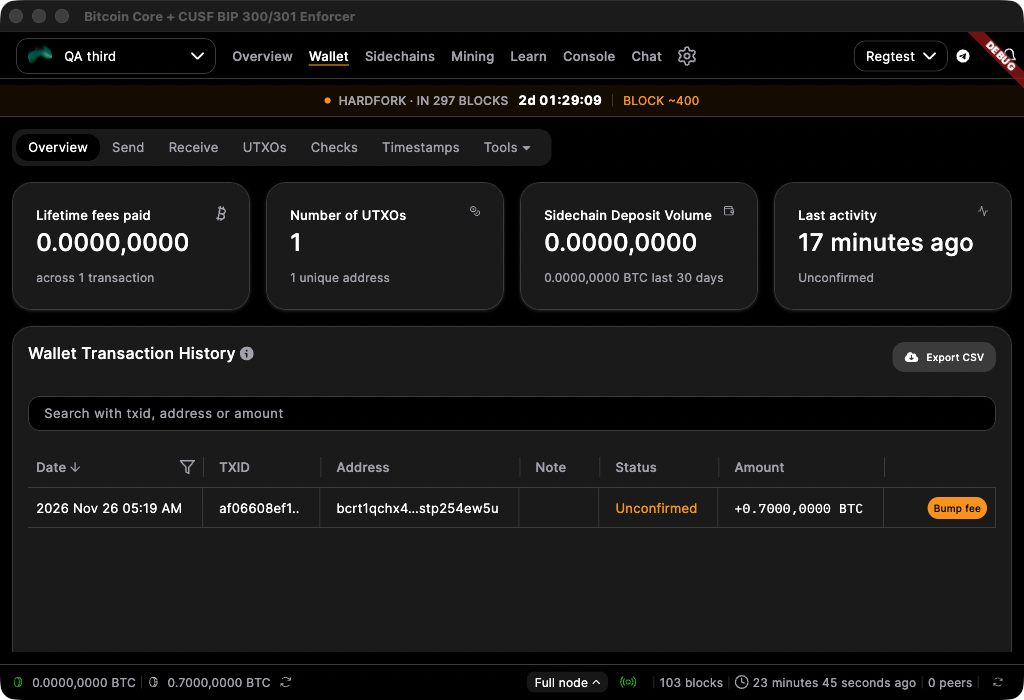 Bitcoin Core + CUSF BIP 300/301 Enforcer
QA third Overview Wallet Sidechains Mining Learn Console Chat Regtest DEBUG
HARDFORK · IN 297 BLOCKS 2d 01:29:09 BLOCK ~400
Overview Send Receive UTXOs Checks Timestamps Tools
Lifetime fees paid
0.0000,0000
across 1 transaction
Number of UTXOs
1
1 unique address
Sidechain Deposit Volume
0.0000,0000
0.0000,0000 BTC last 30 days
Last activity
17 minutes ago
Unconfirmed
Wallet Transaction History
Export CSV
Search with txid, address or amount
Date TXID Address Note Status Amount
2026 Nov 26 05:19 AM af06608ef1.. bcrt1qchx4...stp254ew5u Unconfirmed +0.7000,0000 BTC Bump fee
0.0000,0000 BTC 0.7000,0000 BTC Full node 103 blocks 23 minutes 45 seconds ago 0 peers